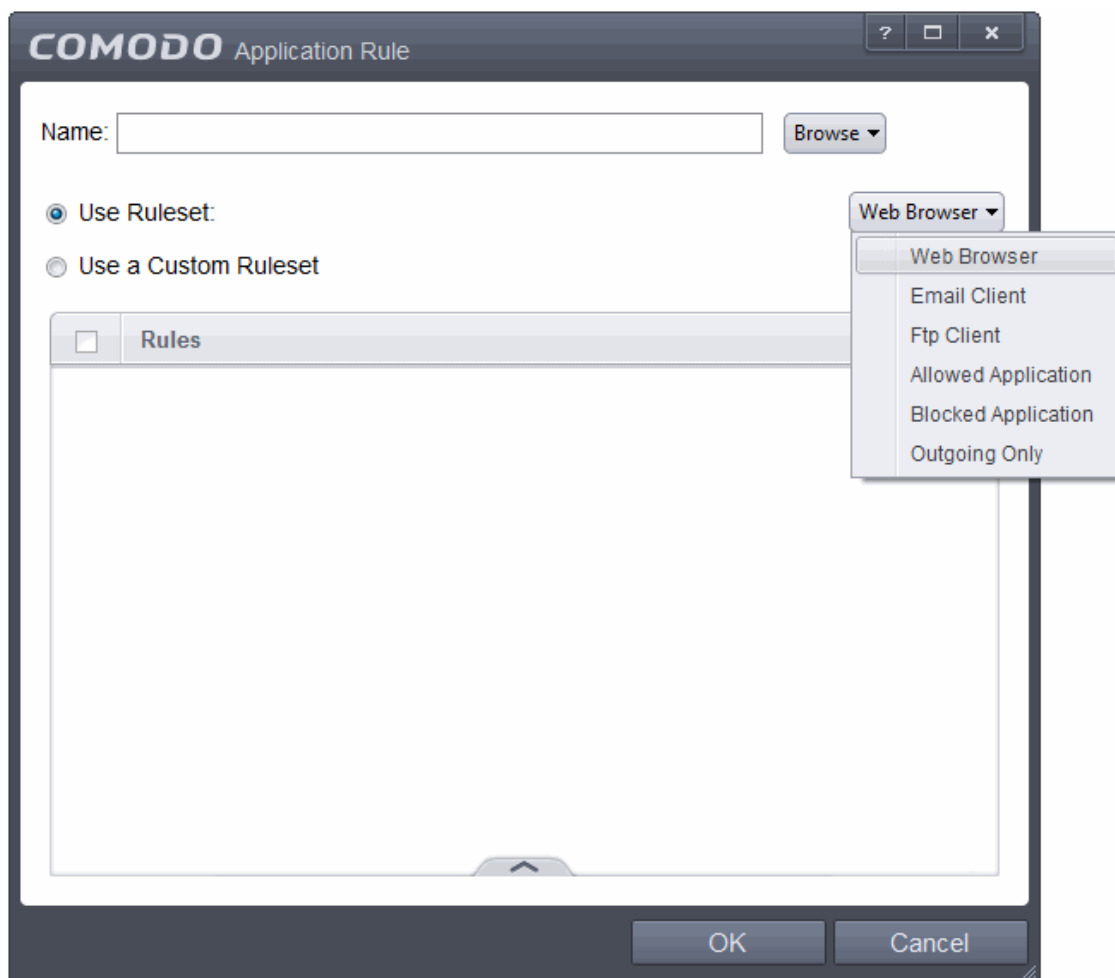 COMODO Application Rule
?
Name:
Browse
Use Ruleset:
Web Browser
Use a Custom Ruleset
Web Browser
Email Client
Ftp Client
Allowed Application
Blocked Application
Outgoing Only
Rules
OK
Cancel